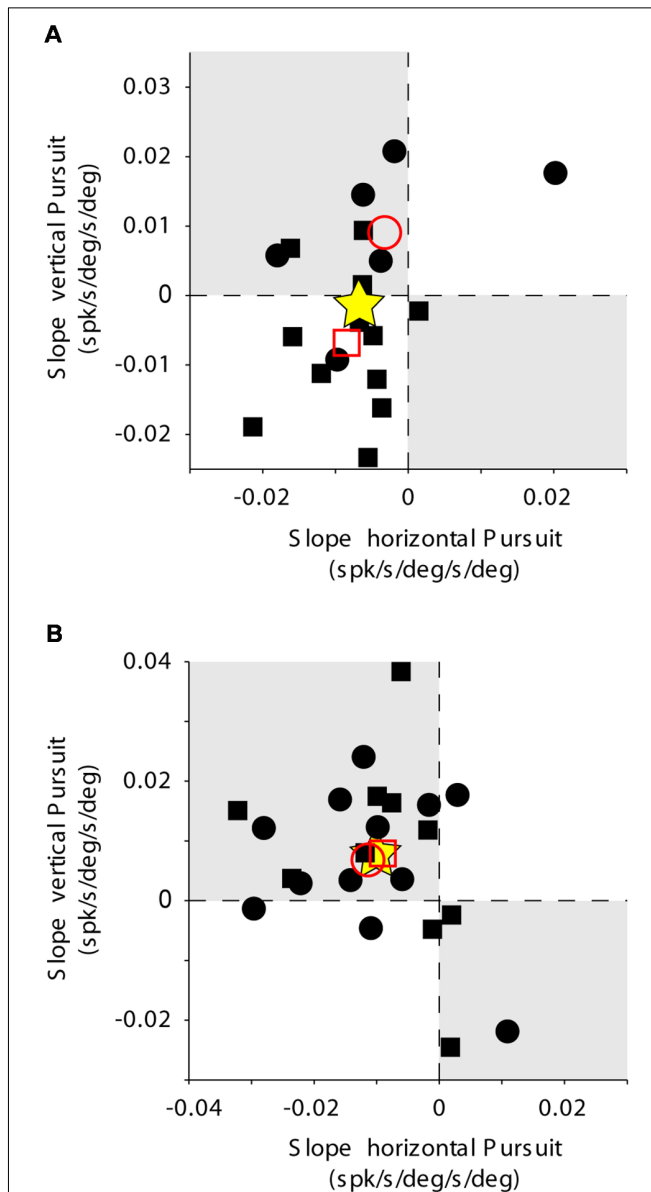 A
0.03
0.02
0.01
0
-0.01
-0.02
Slope vertical Pursuit
(spk/s/deg/s/deg)
-0.02 0 0.02
Slope horizontal Pursuit
(spk/s/deg/s/deg)
B
0.04
0.02
0
-0.02
Slope vertical Pursuit
(spk/s/deg/s/deg)
-0.04 -0.02 0 0.02
Slope horizontal Pursuit
(spk/s/deg/s/deg)